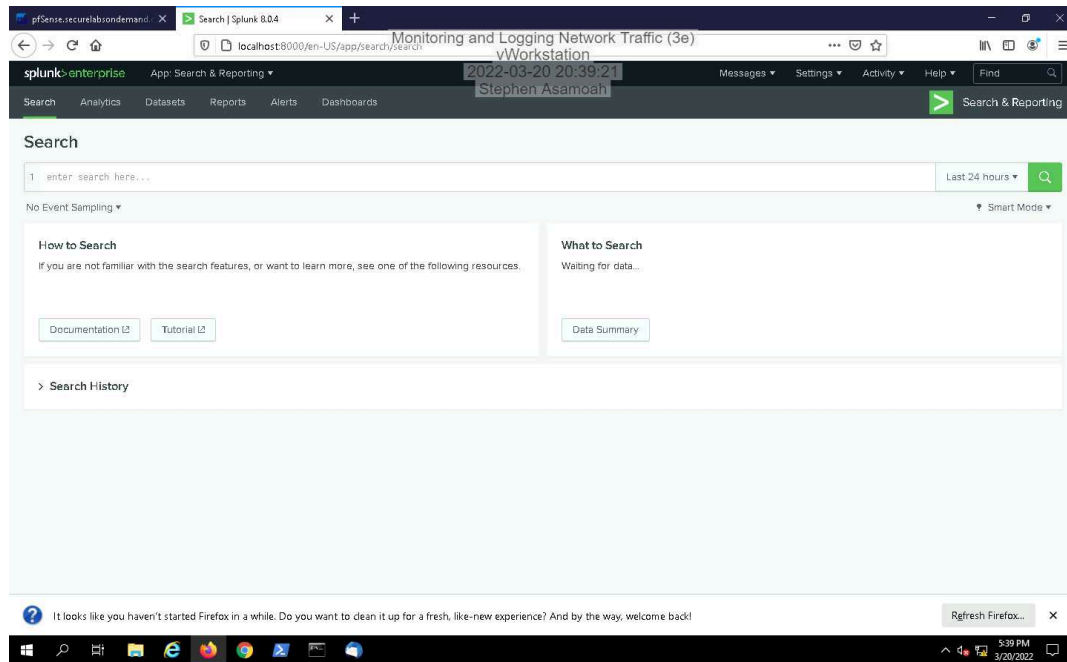 pfSense.securelabsondemand.
Search | Splunk 8.0.4
localhost:8000/en-US/app/search/search
Monitoring and Logging Network Traffic (3e)
vWorkstation
2022-03-20 20:39:21
Stephen Asamoah
splunk>enterprise App: Search & Reporting Messages Settings Activity Help Find
Search Analytics Datasets Reports Alerts Dashboards Search & Reporting
Search
1 enter search here... Last 24 hours
No Event Sampling Smart Mode
How to Search
If you are not familiar with the search features, or want to learn more, see one of the following resources.
Documentation Tutorial
What to Search
Waiting for data...
Data Summary
> Search History
It looks like you haven't started Firefox in a while. Do you want to clean it up for a fresh, like-new experience? And by the way, welcome back! Refresh Firefox...
5:39 PM
3/20/2022